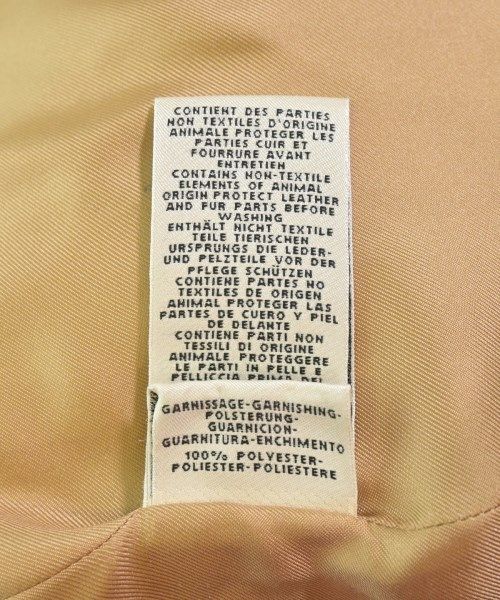 CONTIENT DES PARTIES
NON TEXTILES D'ORIGINE
ANIMALE PROTEGER LES
PARTIES CUIR ET
FOURRURE AVANT
ENTRETIEN
CONTAINS NON-TEXTILE
ELEMENTS OF ANIMAL
ORIGIN PROTECT LEATHER
AND FUR PARTS BEFORE
WASHING
ENTHÄLT NICHT TEXTILE
TEILE TIERISCHEN
URSPRUNGS DIE LEDER-
UND PELZTEILE VOR DER
PFLEGE SCHÜTZEN
CONTIENE PARTES NO
TEXTILES DE ORIGEN
ANIMAL PROTEGER LAS
PARTES DE CUERO Y PIEL
DE DELANTE
CONTIENE PARTI NON
TESSILI DI ORIGINE
ANIMALE PROTEGGERE
LE PARTI IN PELLE E
PELLICCIA PRIMA DEL
GARNISSAGE-GARNISHING-
POLSTERUNG-
GUARNICION-
GUARNITURA-ENCHIMENTO
100% POLYESTER-
POLIESTER-POLIESTERE